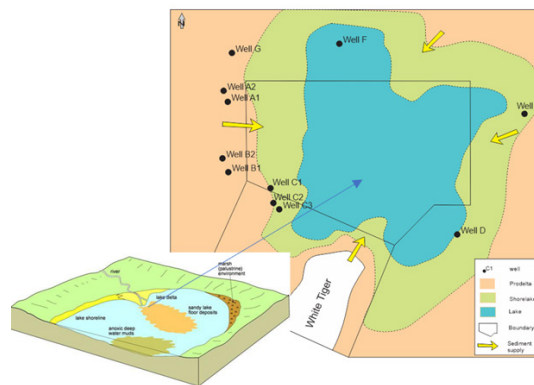 N
Well G
Well F
Well A2
Well A1
Well
Well B2
Well B1
Well C1
Well C2
Well C3
Well D
White Tiger
C1 well
Prodelta
Shorelake
Lake
Boundary
Sediment
supply
marsh
(palustrine)
environment
river
lake delta
sandy lake
floor deposits
lake shoreline
anoxic deep
water muds